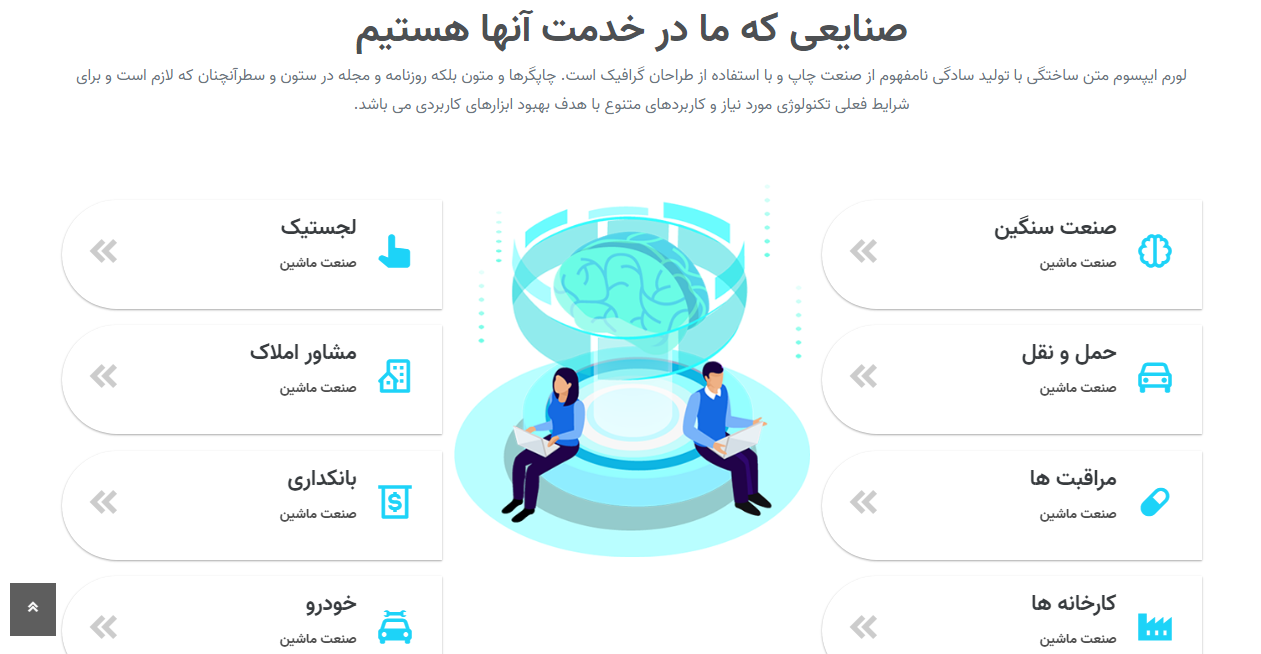 صنایعی که ما در خدمت آنها هستیم
لورم ایپسوم متن ساختگی با تولید سادگی نامفهوم از صنعت چاپ و با استفاده از طراحان گرافیک است. چاپگرها و متون بلکه روزنامه و مجله در ستون و سطرآنچنان که لازم است و برای
شرایط فعلی تکنولوژی مورد نیاز و کاربردهای متنوع با هدف بهبود ابزارهای کاربردی می باشد.
صنعت سنگین
صنعت ماشین
حمل و نقل
صنعت ماشین
مراقبت ها
صنعت ماشین
کارخانه ها
صنعت ماشین
لجستیک
صنعت ماشین
مشاور املاک
صنعت ماشین
بانکداری
صنعت ماشین
خودرو
صنعت ماشین